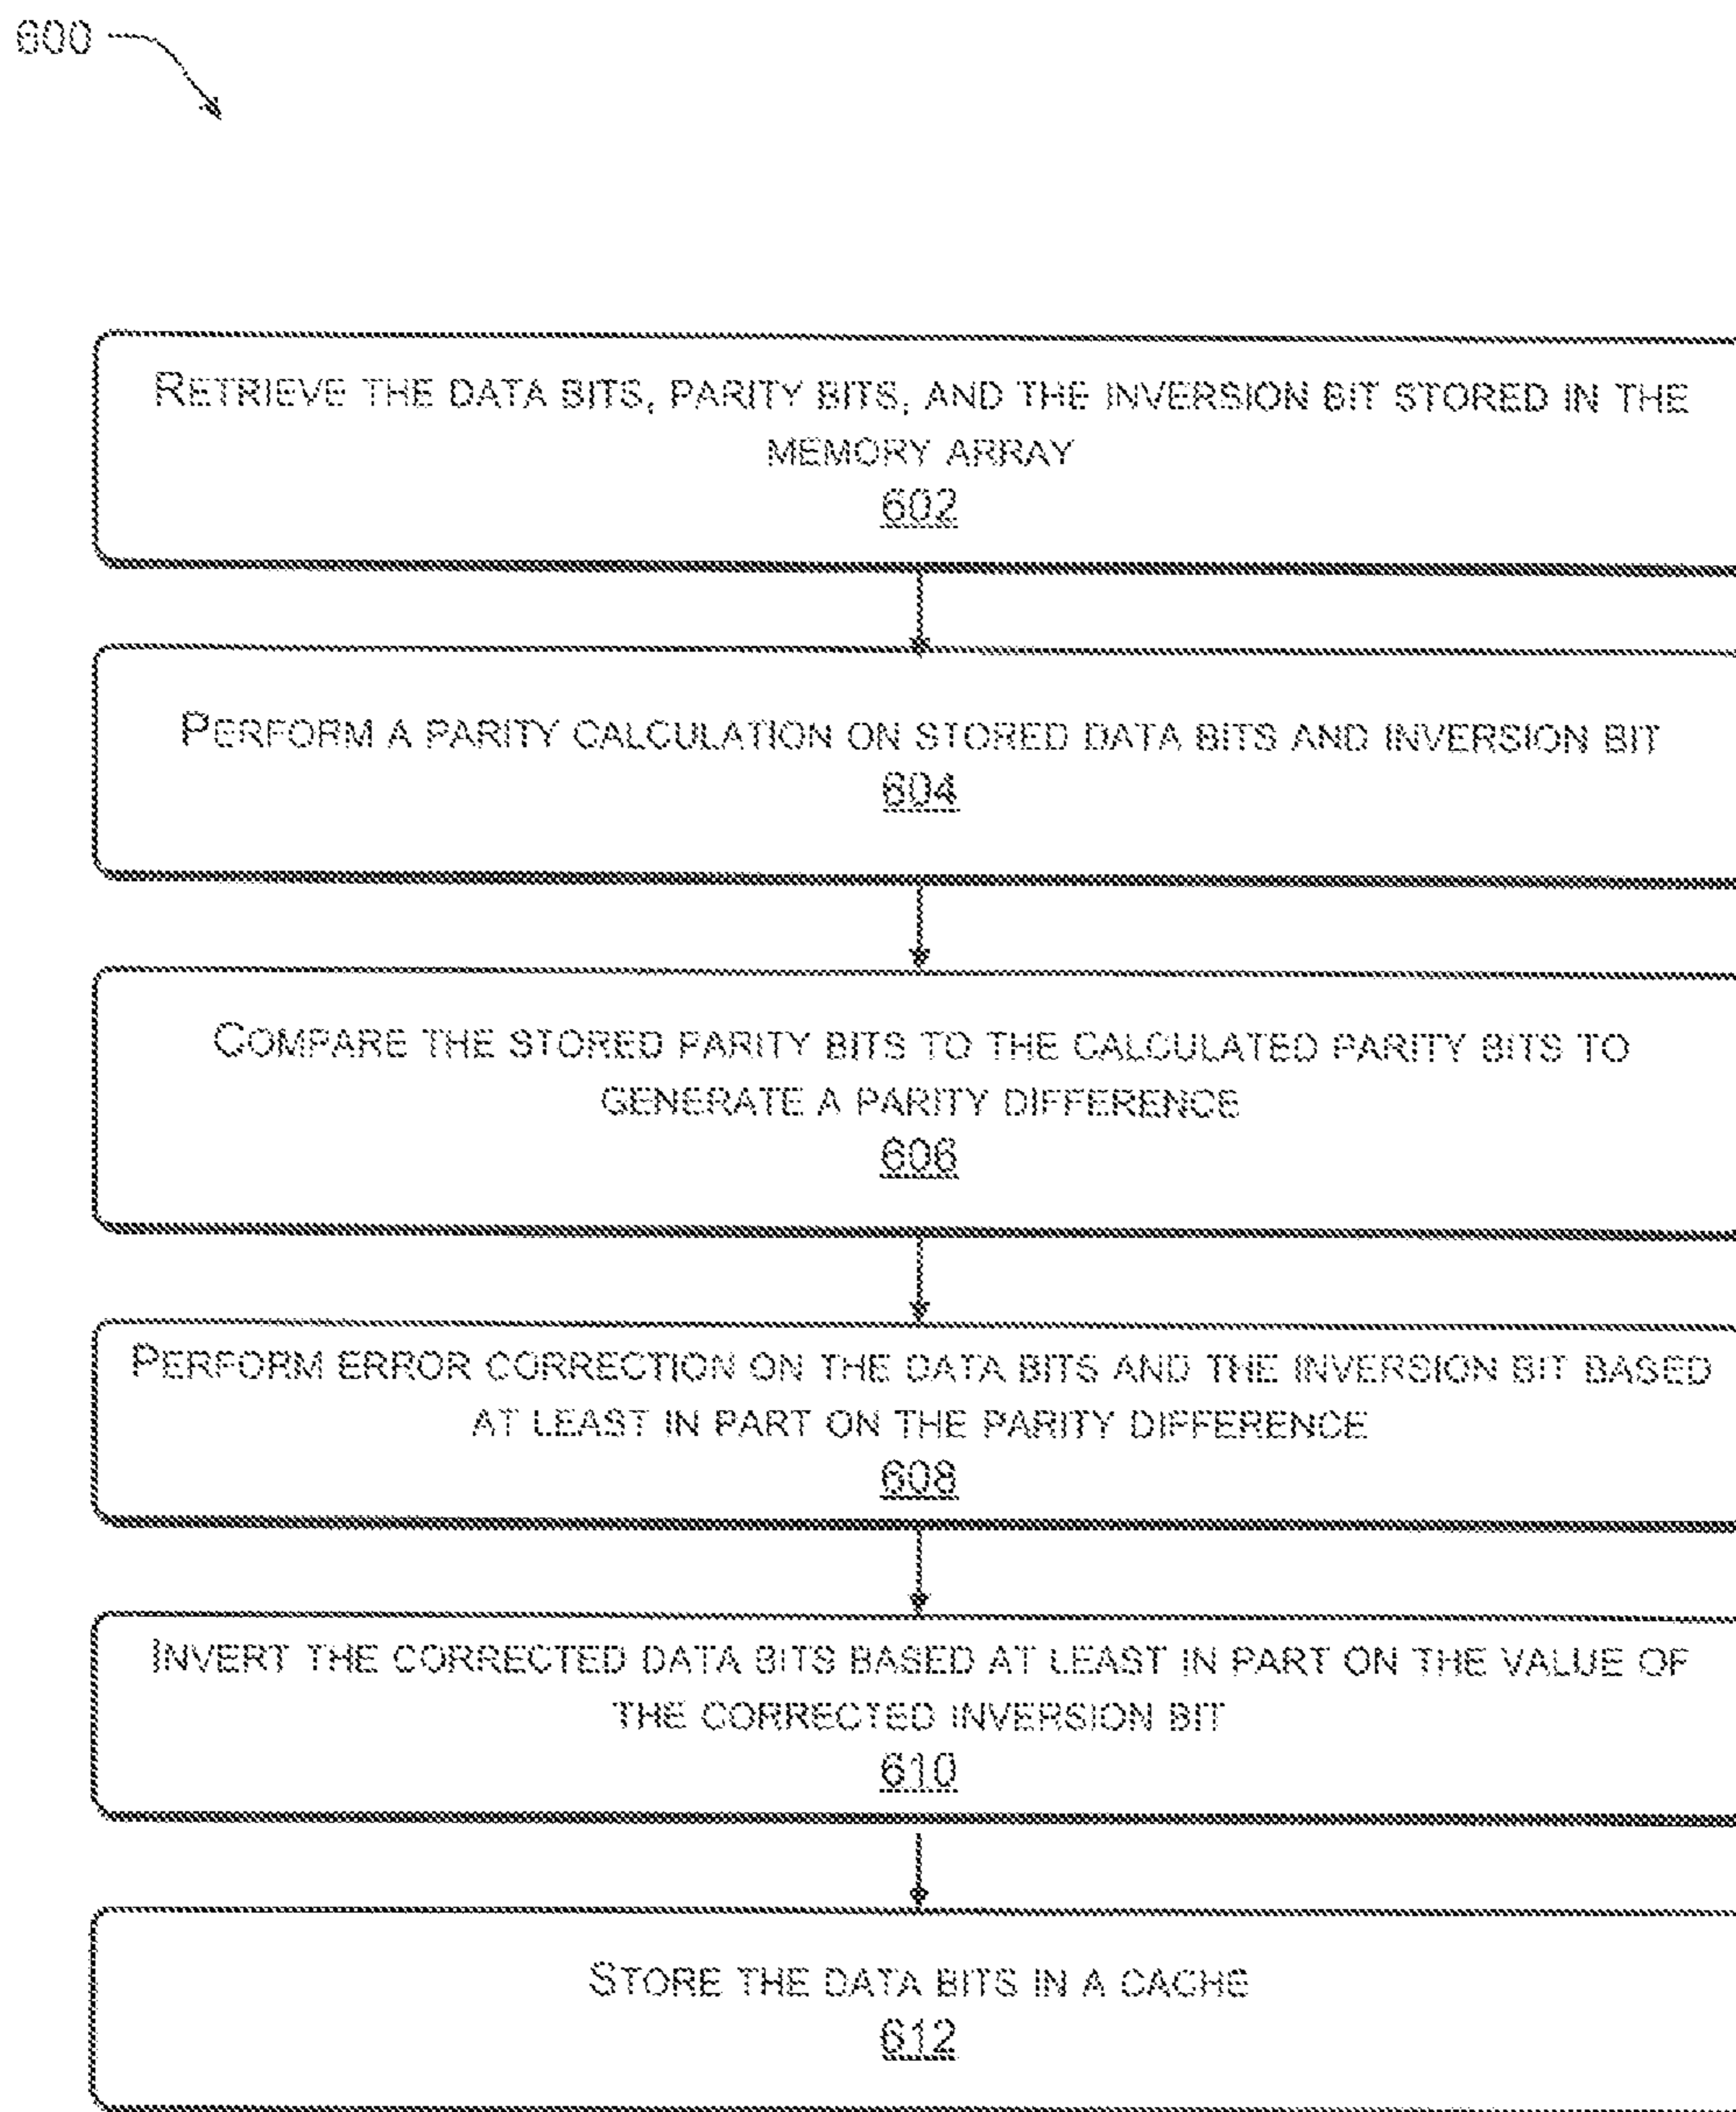 600
RETRIEVE THE DATA BITS, PARITY BITS, AND THE INVERSION BIT STORED IN THE
MEMORY ARRAY
602
PERFORM A PARITY CALCULATION ON STORED DATA BITS AND INVERSION BIT
604
COMPARE THE STORED PARITY BITS TO THE CALCULATED PARITY BITS TO
GENERATE A PARITY DIFFERENCE
606
PERFORM ERROR CORRECTION ON THE DATA BITS AND THE INVERSION BIT BASED
AT LEAST IN PART ON THE PARITY DIFFERENCE
608
INVERT THE CORRECTED DATA BITS BASED AT LEAST IN PART ON THE VALUE OF
THE CORRECTED INVERSION BIT
610
STORE THE DATA BITS IN A CACHE
612